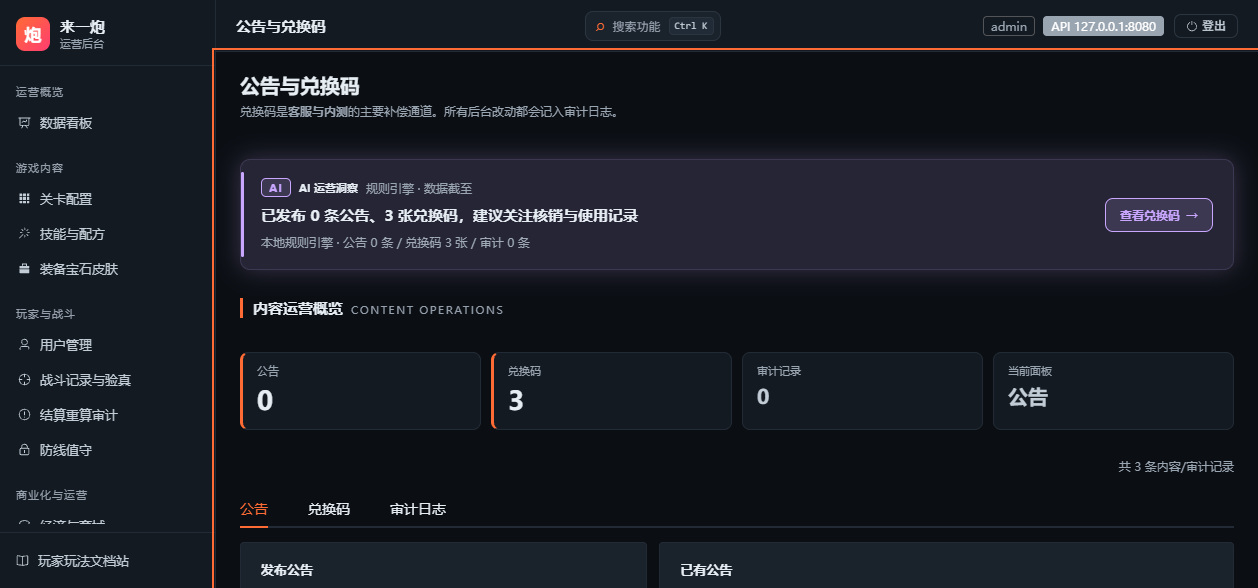 炮
来一炮
运营后台
公告与兑换码
搜索功能 Ctrl K
admin
API 127.0.0.1:8080
登出
运营概览
数据看板
游戏内容
关卡配置
技能与配方
装备宝石皮肤
玩家与战斗
用户管理
战斗记录与验真
结算重算审计
防线值守
商业化与运营
经济与商城
玩家玩法文档站
公告与兑换码
兑换码是客服与内测的主要补偿通道。所有后台改动都会记入审计日志。
AI AI 运营洞察 规则引擎 · 数据截至
已发布 0 条公告、3 张兑换码，建议关注核销与使用记录
本地规则引擎 · 公告 0 条 / 兑换码 3 张 / 审计 0 条
查看兑换码 →
内容运营概览 CONTENT OPERATIONS
公告
0
兑换码
3
审计记录
0
当前面板
公告
共 3 条内容/审计记录
公告 兑换码 审计日志
发布公告
已有公告